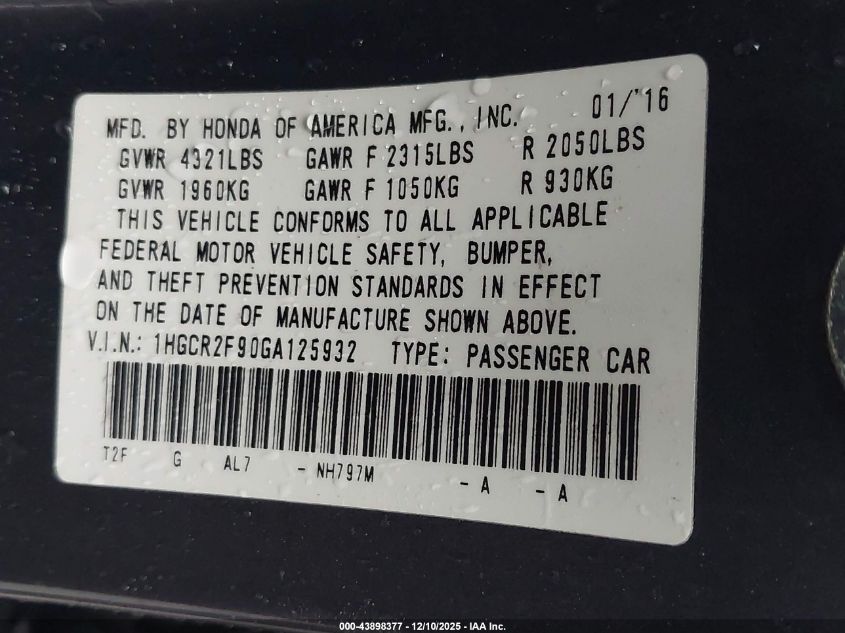 MFD. BY HONDA OF AMERICA MFG., INC. 01/'16
GVWR 4321LBS GAWR F 2315LBS R 2050LBS
GVWR 1960KG GAWR F 1050KG R 930KG
THIS VEHICLE CONFORMS TO ALL APPLICABLE
FEDERAL MOTOR VEHICLE SAFETY, BUMPER,
AND THEFT PREVENTION STANDARDS IN EFFECT
ON THE DATE OF MANUFACTURE SHOWN ABOVE.
V.I.N.: 1HGCR2F90GA125932 TYPE: PASSENGER CAR
T2F G AL7 - NH797M - A - A
000-43898377 - 12/10/2025 - IAA Inc.